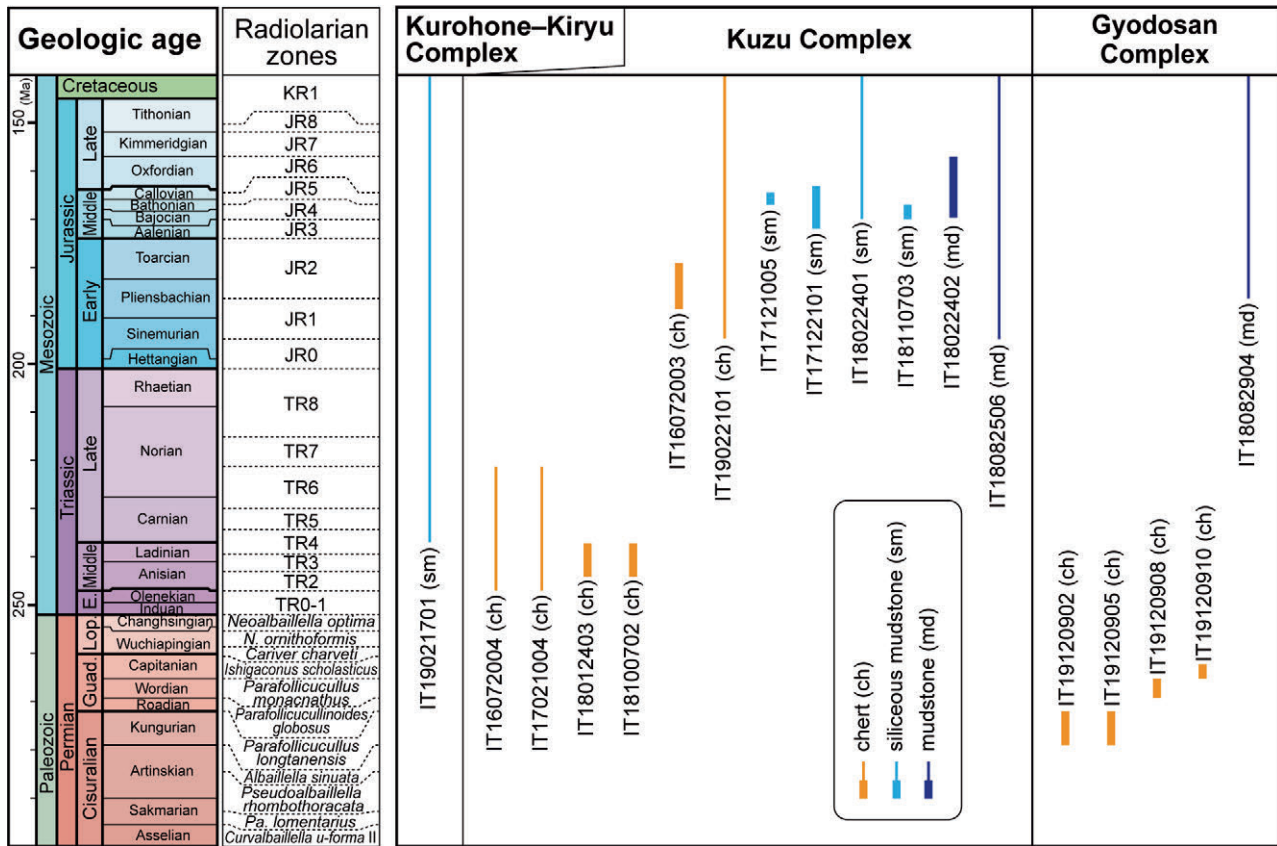 Geologic age
Radiolarian
zones
Kurohone–Kiryu
Complex
Kuzu Complex
Gyodosan
Complex
(Ma)
150
200
250
Mesozoic
Paleozoic
Jurassic
Triassic
Permian
Late
Middle
Early
Late
Middle
E.
Lop.
Guad.
Cisuralian
Cretaceous
Tithonian
Kimmeridgian
Oxfordian
Callovian
Bathonian
Bajocian
Aalenian
Toarcian
Pliensbachian
Sinemurian
Hettangian
Rhaetian
Norian
Carnian
Ladinian
Anisian
Olenekian
Induan
Changhsingian
Wuchiapingian
Capitanian
Wordian
Roadian
Kungurian
Artinskian
Sakmarian
Asselian
KR1
JR8
JR7
JR6
JR5
JR4
JR3
JR2
JR1
JR0
TR8
TR7
TR6
TR5
TR4
TR3
TR2
TR0-1
Neoalbaillella optima
N. ornithoformis
Cariver charveti
Ishigaconus scholasticus
Parafollicucullus
monacnathus
Parafollicucullinoides
globosus
Parafollicucullus
longtanensis
Albaillella sinuata
Pseudoalbaillella
rhombothoracata
Pa. lomentarius
Curvalbaillella u-forma II
IT19021701 (sm)
IT16072004 (ch)
IT17021004 (ch)
IT18012403 (ch)
IT18100702 (ch)
IT16072003 (ch)
IT19022101 (ch)
IT17121005 (sm)
IT17122101 (sm)
IT18022401 (sm)
IT18110703 (sm)
IT18022402 (md)
IT18082506 (md)
IT19120902 (ch)
IT19120905 (ch)
IT19120908 (ch)
IT19120910 (ch)
IT18082904 (md)
chert (ch)
siliceous mudstone (sm)
mudstone (md)